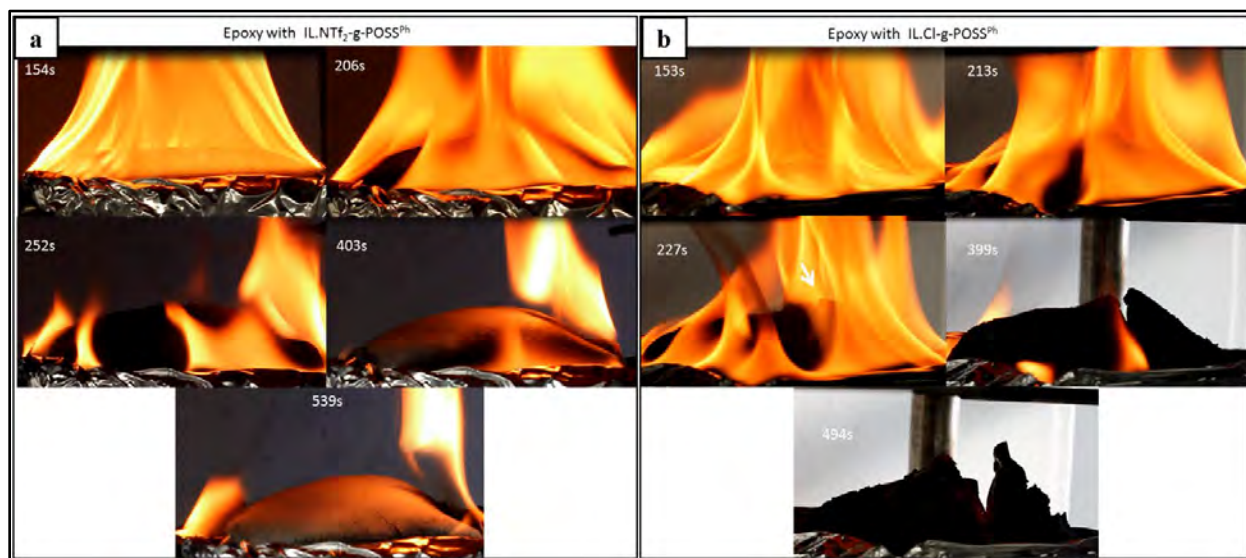 a
Epoxy with IL.NTf₂-g-POSSᴾʰ
154s
206s
252s
403s
539s
b
Epoxy with IL.Cl-g-POSSᴾʰ
153s
213s
227s
399s
494s